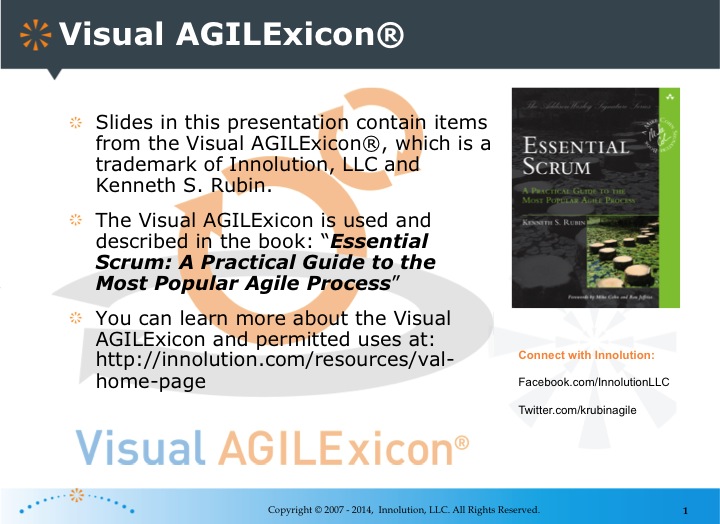 Visual AGILExicon®
Slides in this presentation contain items
from the Visual AGILExicon®, which is a
trademark of Innolution, LLC and
Kenneth S. Rubin.
The Visual AGILExicon is used and
described in the book: “Essential
Scrum: A Practical Guide to the
Most Popular Agile Process”
You can learn more about the Visual
AGILExicon and permitted uses at:
http://innolution.com/resources/val-
home-page
Visual AGILExicon®
The Addison-Wesley Signature Series
ESSENTIAL
SCRUM
A PRACTICAL GUIDE TO THE
MOST POPULAR AGILE PROCESS
KENNETH S. RUBIN
Forewords by Mike Cohn and Ron Jeffries
Connect with Innolution:
Facebook.com/InnolutionLLC
Twitter.com/krubinagile
Copyright © 2007 - 2014, Innolution, LLC. All Rights Reserved.
1